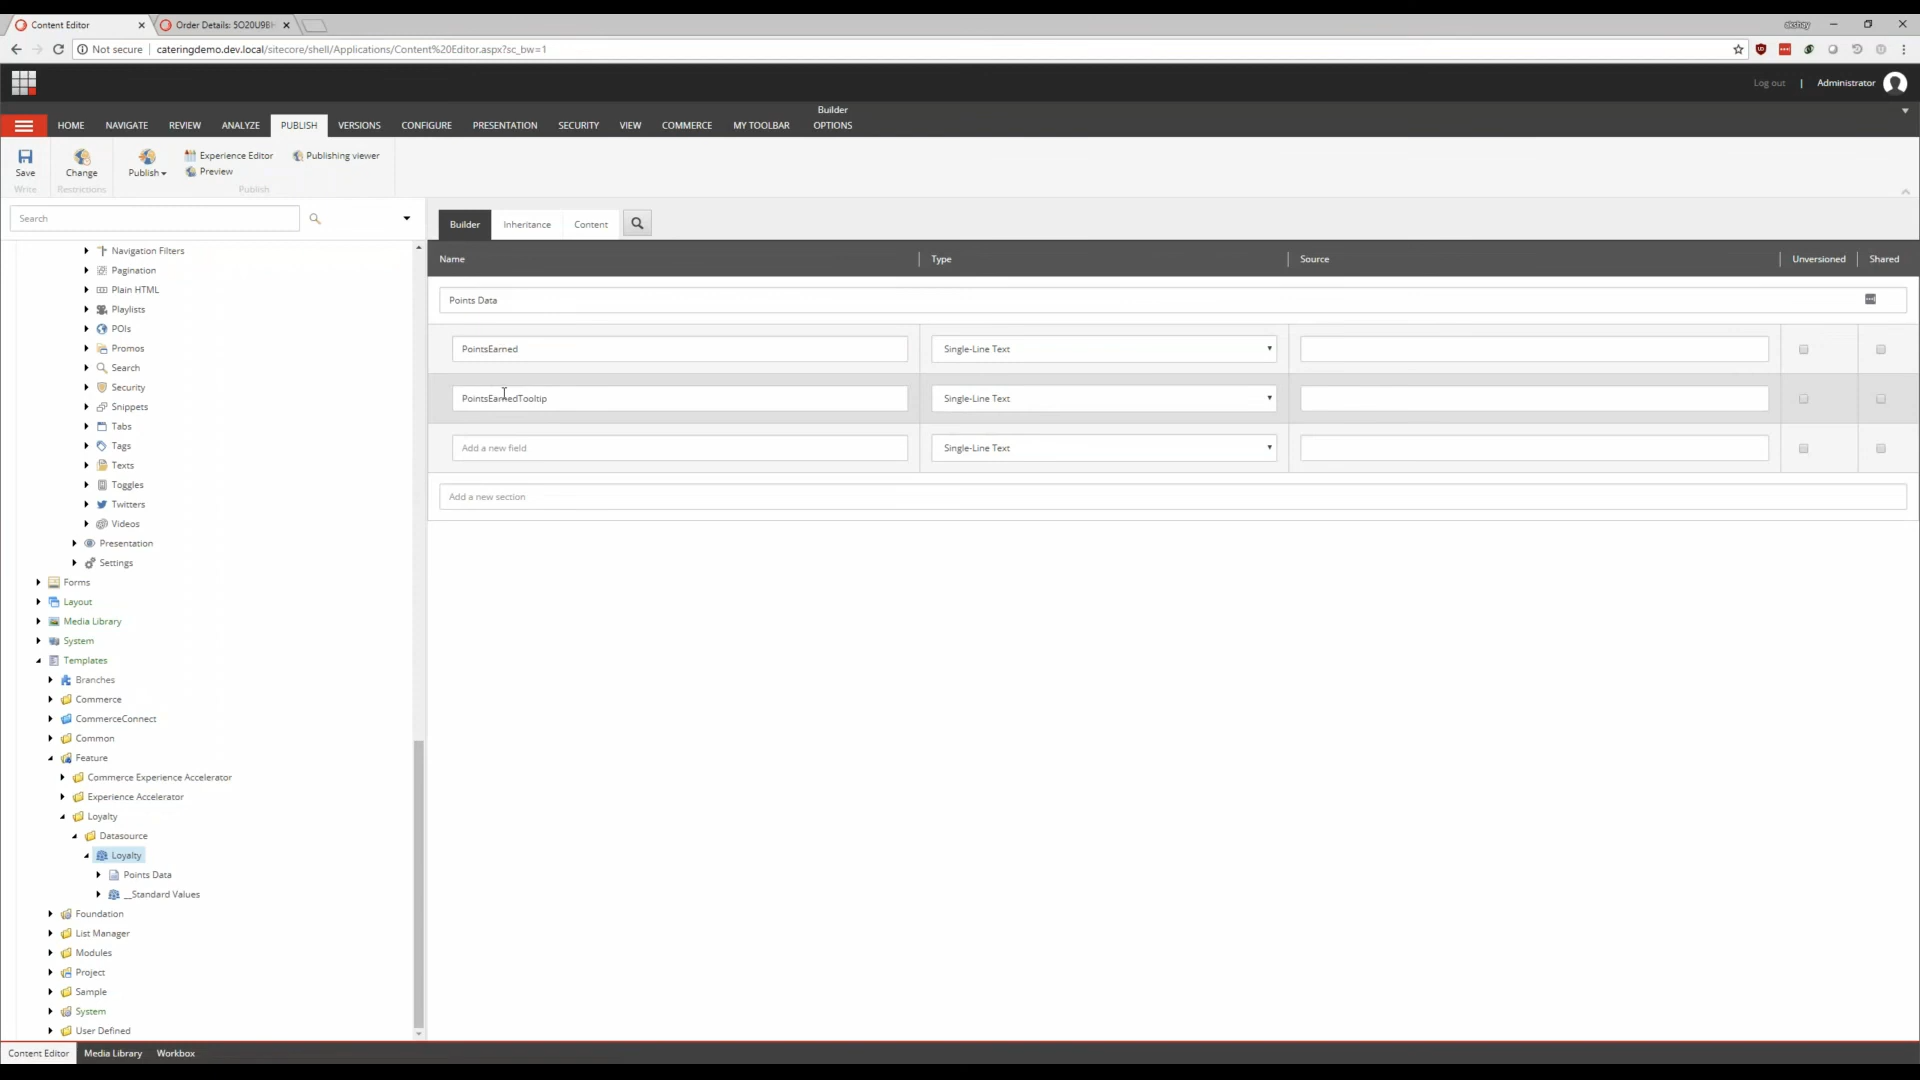 Content Editor
Order Details: 5O20U9BH
akshay
Not secure
cateringdemo.dev.local/sitecore/shell/Applications/Content%20Editor.aspx?sc_bw=1
Log out | Administrator
Builder
HOME NAVIGATE REVIEW ANALYZE PUBLISH VERSIONS CONFIGURE PRESENTATION SECURITY VIEW COMMERCE MY TOOLBAR OPTIONS
Experience Editor Publishing viewer
Save Change Publish Preview
Write Restrictions Publish
Search
Builder Inheritance Content
Name Type Source Unversioned Shared
Points Data
PointsEarned Single-Line Text
PointsEarnedTooltip Single-Line Text
Add a new field Single-Line Text
Add a new section
Navigation Filters
Pagination
Plain HTML
Playlists
POIs
Promos
Search
Security
Snippets
Tabs
Tags
Texts
Toggles
Twitters
Videos
Presentation
Settings
Forms
Layout
Media Library
System
Templates
Branches
Commerce
CommerceConnect
Common
Feature
Commerce Experience Accelerator
Experience Accelerator
Loyalty
Datasource
Loyalty
Points Data
__Standard Values
Foundation
List Manager
Modules
Project
Sample
System
User Defined
Content Editor Media Library Workbox